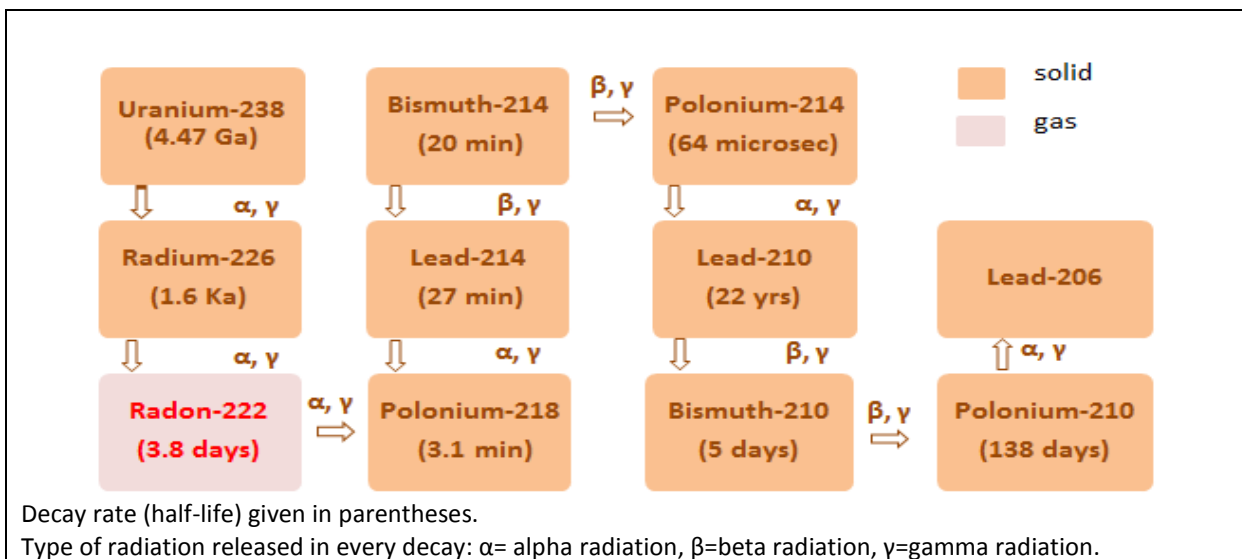 Uranium-238
(4.47 Ga)
α, γ
Radium-226
(1.6 Ka)
α, γ
Radon-222
(3.8 days)
α, γ
Bismuth-214
(20 min)
β, γ
Lead-214
(27 min)
α, γ
Polonium-218
(3.1 min)
β, γ
Polonium-214
(64 microsec)
α, γ
Lead-210
(22 yrs)
β, γ
Bismuth-210
(5 days)
β, γ
Lead-206
α, γ
Polonium-210
(138 days)
solid
gas
Decay rate (half-life) given in parentheses.
Type of radiation released in every decay: α= alpha radiation, β=beta radiation, γ=gamma radiation.